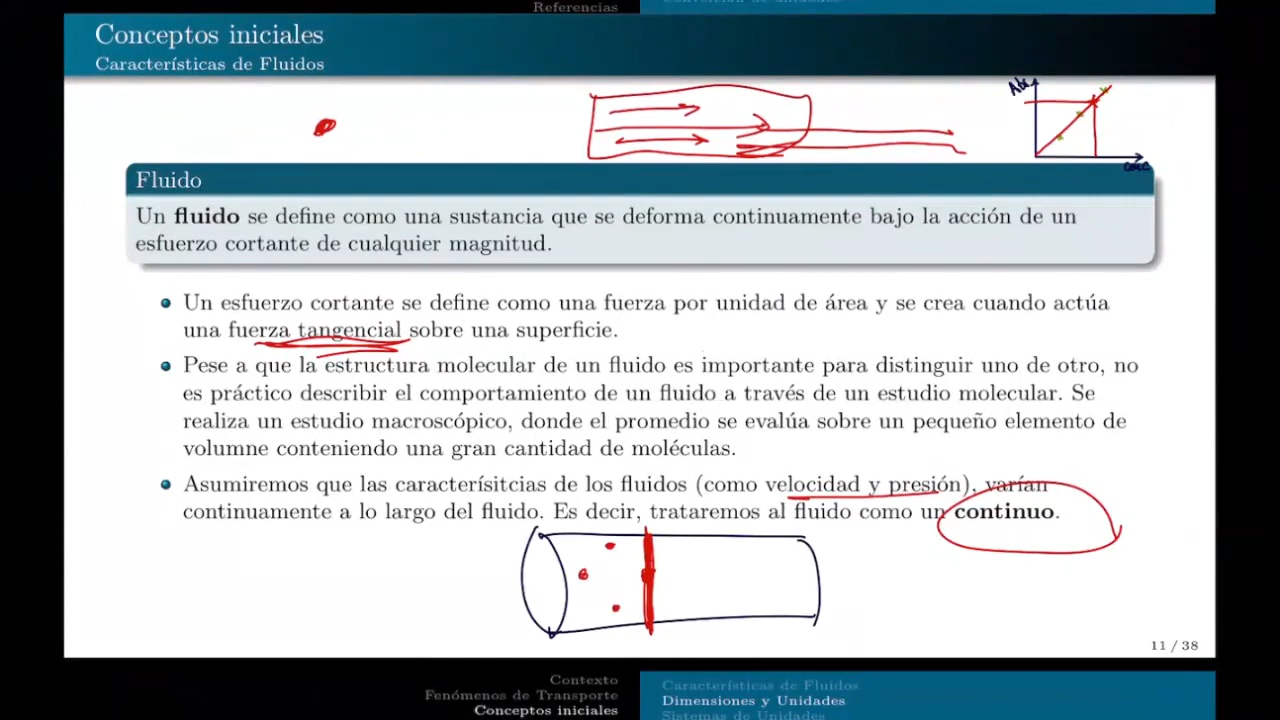 Referencias
Conceptos iniciales
Características de Fluidos
Abs
conc
Fluido
Un fluido se define como una sustancia que se deforma continuamente bajo la acción de un
esfuerzo cortante de cualquier magnitud.
Un esfuerzo cortante se define como una fuerza por unidad de área y se crea cuando actúa
una fuerza tangencial sobre una superficie.
Pese a que la estructura molecular de un fluido es importante para distinguir uno de otro, no
es práctico describir el comportamiento de un fluido a través de un estudio molecular. Se
realiza un estudio macroscópico, donde el promedio se evalúa sobre un pequeño elemento de
volumne conteniendo una gran cantidad de moléculas.
Asumiremos que las caracterísitcias de los fluidos (como velocidad y presión), varían
continuamente a lo largo del fluido. Es decir, trataremos al fluido como un continuo.
11 / 38
Contexto
Fenómenos de Transporte
Conceptos iniciales
Características de Fluidos
Dimensiones y Unidades
Sistemas de Unidades